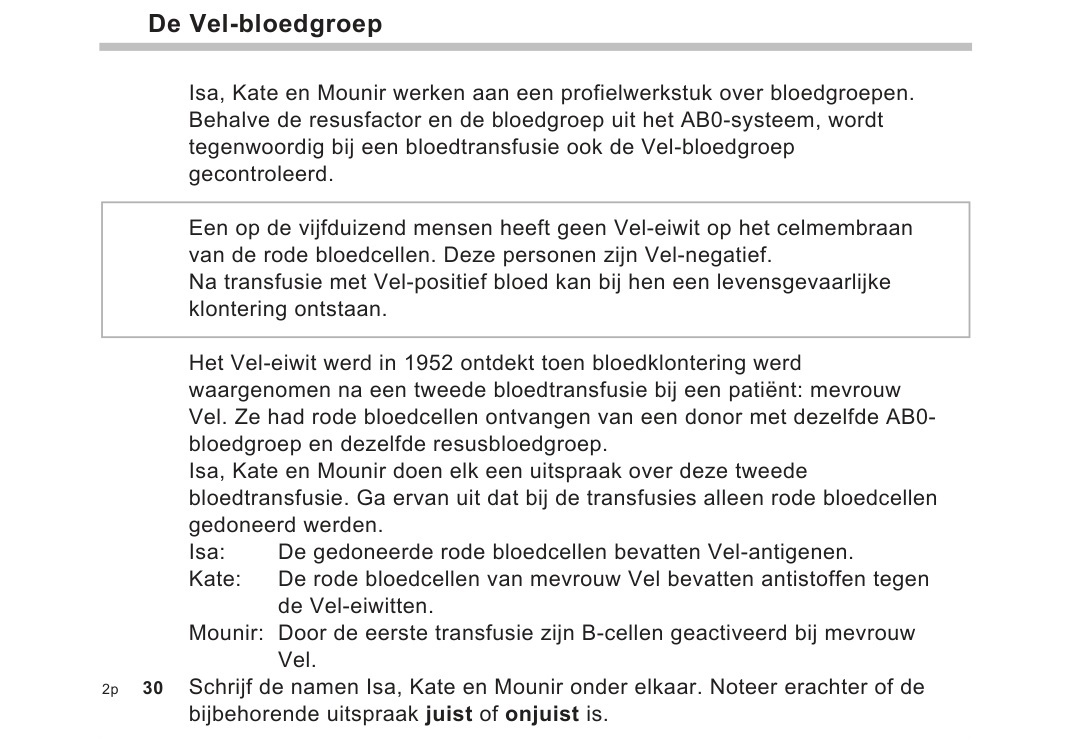 De Vel-bloedgroep
Isa, Kate en Mounir werken aan een profielwerkstuk over bloedgroepen.
Behalve de resusfactor en de bloedgroep uit het AB0-systeem, wordt
tegenwoordig bij een bloedtransfusie ook de Vel-bloedgroep
gecontroleerd.
Een op de vijfduizend mensen heeft geen Vel-eiwit op het celmembraan
van de rode bloedcellen. Deze personen zijn Vel-negatief.
Na transfusie met Vel-positief bloed kan bij hen een levensgevaarlijke
klontering ontstaan.
Het Vel-eiwit werd in 1952 ontdekt toen bloedklontering werd
waargenomen na een tweede bloedtransfusie bij een patiënt: mevrouw
Vel. Ze had rode bloedcellen ontvangen van een donor met dezelfde AB0-
bloedgroep en dezelfde resusbloedgroep.
Isa, Kate en Mounir doen elk een uitspraak over deze tweede
bloedtransfusie. Ga ervan uit dat bij de transfusies alleen rode bloedcellen
gedoneerd werden.
Isa: De gedoneerde rode bloedcellen bevatten Vel-antigenen.
Kate: De rode bloedcellen van mevrouw Vel bevatten antistoffen tegen
de Vel-eiwitten.
Mounir: Door de eerste transfusie zijn B-cellen geactiveerd bij mevrouw
Vel.
2p 30 Schrijf de namen Isa, Kate en Mounir onder elkaar. Noteer erachter of de
bijbehorende uitspraak juist of onjuist is.